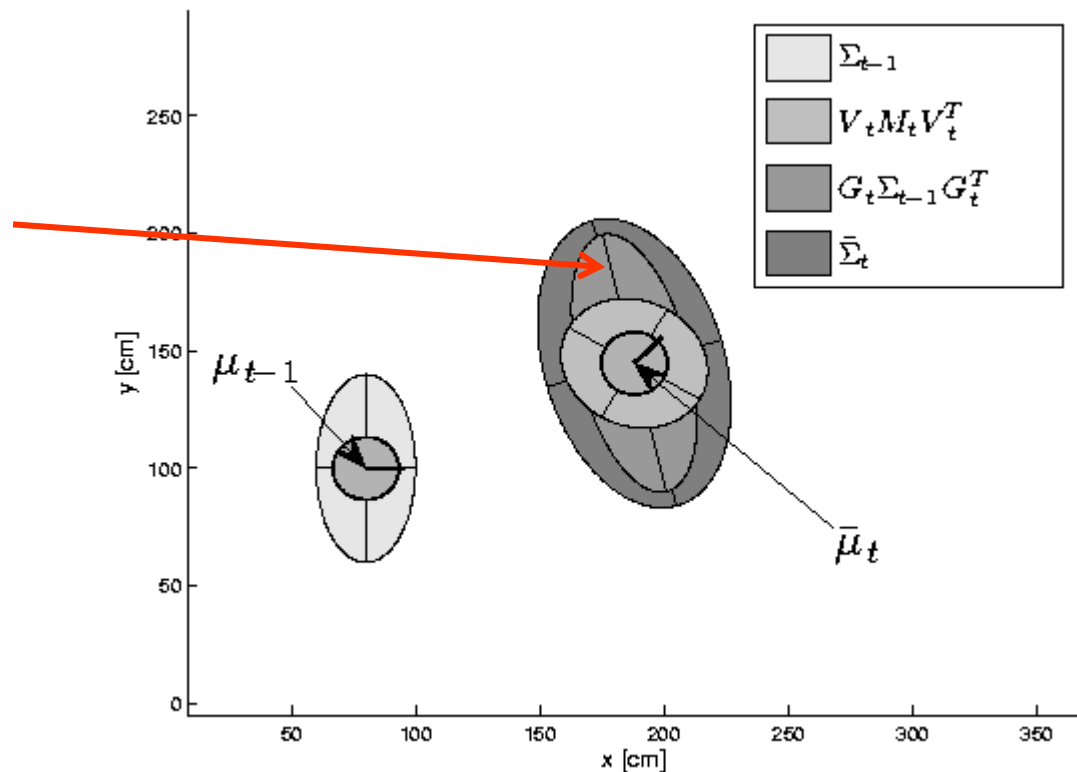 Σ_{t-1}
V_t M_t V_t^T
G_t Σ_{t-1} G_t^T
Σ̄_t
250
200
150
100
50
0
y [cm]
μ_{t-1}
μ̄_t
50 100 150 200 250 300 350
x [cm]